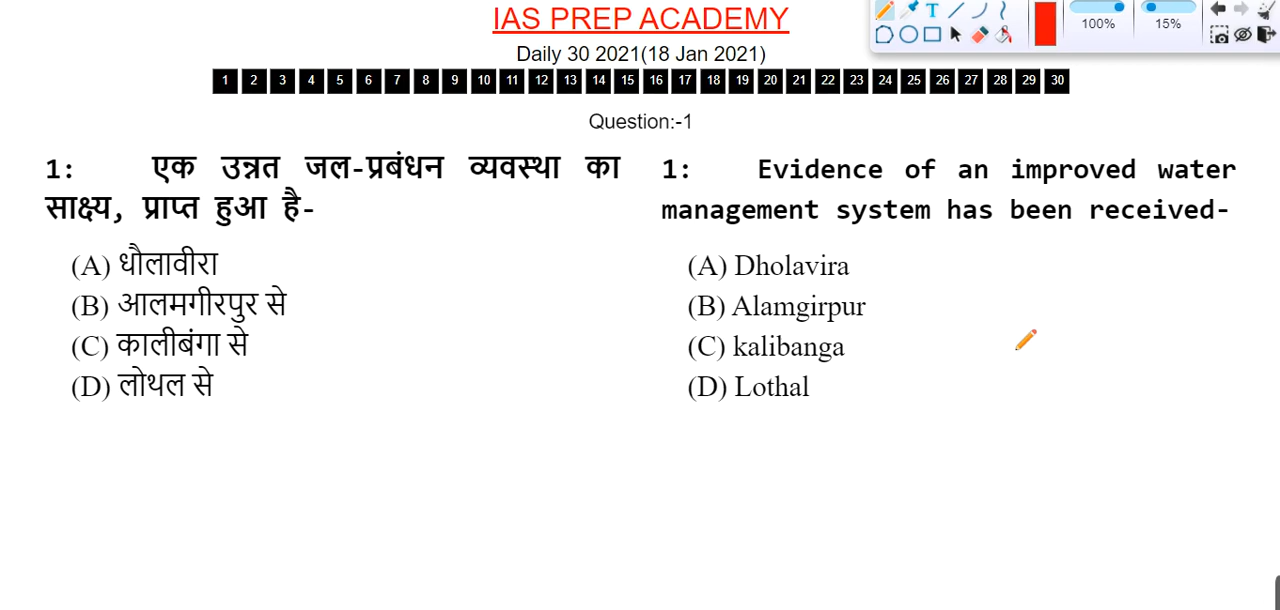 IAS PREP ACADEMY
Daily 30 2021(18 Jan 2021)
1 2 3 4 5 6 7 8 9 10 11 12 13 14 15 16 17 18 19 20 21 22 23 24 25 26 27 28 29 30
Question:-1
1: एक उन्नत जल-प्रबंधन व्यवस्था का
साक्ष्य, प्राप्त हुआ है-
(A) धौलावीरा
(B) आलमगीरपुर से
(C) कालीबंगा से
(D) लोथल से
1: Evidence of an improved water
management system has been received-
(A) Dholavira
(B) Alamgirpur
(C) kalibanga
(D) Lothal
T
100%
15%